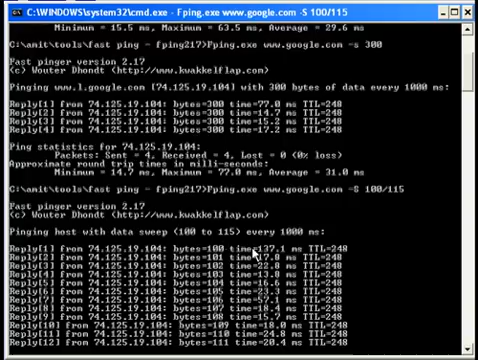 C:\WINDOWS\system32\cmd.exe - Fping.exe www.google.com -S 100/115
Minimum = 15.5 ms, Maximum = 63.5 ms, Average = 29.6 ms
C:\amit\tools\fast ping - fping217>Fping.exe www.google.com -s 300
Fast pinger version 2.17
(c) Wouter Dhondt (http://www.kwakkelflap.com)
Pinging www.l.google.com [74.125.19.104] with 300 bytes of data every 1000 ms:
Reply[1] from 74.125.19.104: bytes=300 time=77.0 ms TTL=248
Reply[2] from 74.125.19.104: bytes=300 time=14.7 ms TTL=248
Reply[3] from 74.125.19.104: bytes=300 time=15.2 ms TTL=248
Reply[4] from 74.125.19.104: bytes=300 time=17.2 ms TTL=248
Ping statistics for 74.125.19.104:
Packets: Sent = 4, Received = 4, Lost = 0 (0% loss)
Approximate round trip times in milli-seconds:
Minimum = 14.7 ms, Maximum = 77.0 ms, Average = 31.0 ms
C:\amit\tools\fast ping - fping217>Fping.exe www.google.com -S 100/115
Fast pinger version 2.17
(c) Wouter Dhondt (http://www.kwakkelflap.com)
Pinging host with data sweep (100 to 115) every 1000 ms:
Reply[1] from 74.125.19.104: bytes=100 time=137.1 ms TTL=248
Reply[2] from 74.125.19.104: bytes=101 ms TTL=248
Reply[3] from 74.125.19.104: bytes=102 time=22.8 ms TTL=248
Reply[4] from 74.125.19.104: bytes=103 time=13.8 ms TTL=248
Reply[5] from 74.125.19.104: bytes=104 time=16.6 ms TTL=248
Reply[6] from 74.125.19.104: bytes=105 time=23.3 ms TTL=248
Reply[7] from 74.125.19.104: bytes=106 time=57.1 ms TTL=248
Reply[8] from 74.125.19.104: bytes=107 time=18.4 ms TTL=248
Reply[9] from 74.125.19.104: bytes=108 time=15.7 ms TTL=248
Reply[10] from 74.125.19.104: bytes=109 time=18.0 ms TTL=248
Reply[11] from 74.125.19.104: bytes=110 time=24.8 ms TTL=248
Reply[12] from 74.125.19.104: bytes=111 time=20.4 ms TTL=248